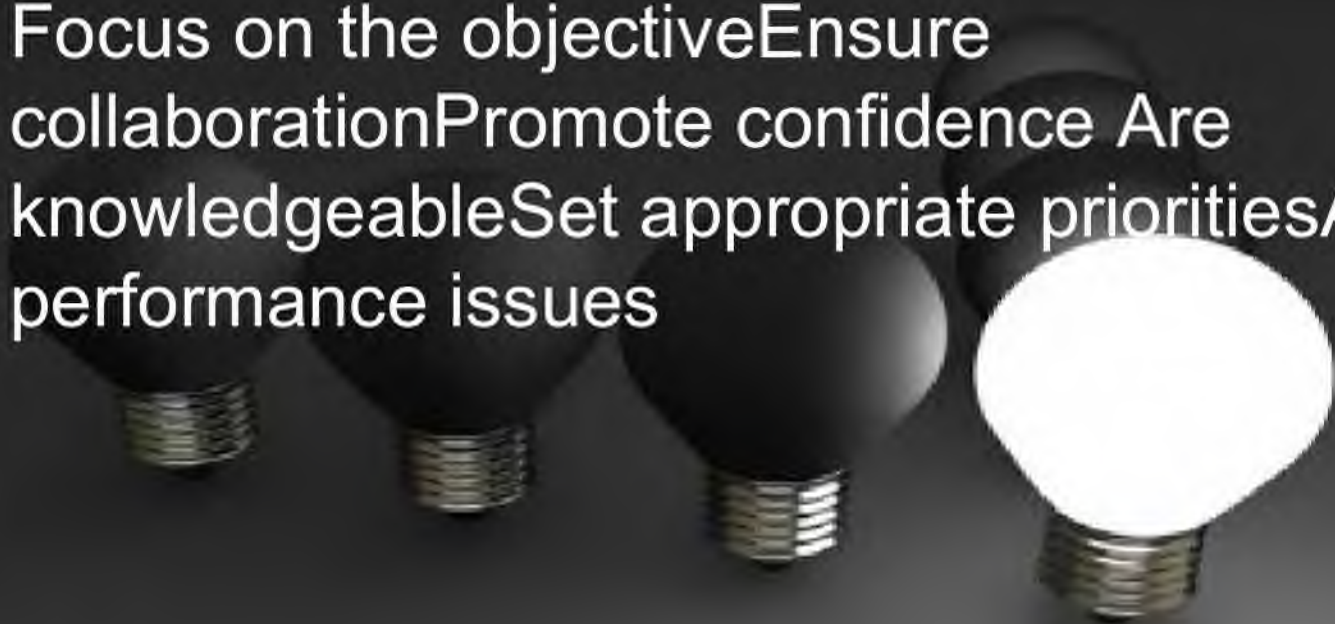 Focus on the objectiveEnsure
collaborationPromote confidence Are
knowledgeableSet appropriate priorities
performance issues